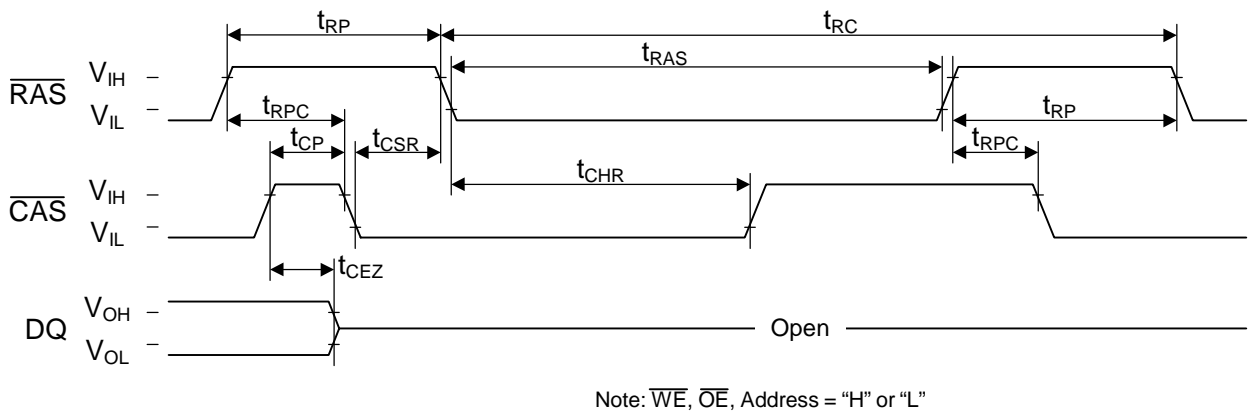 tRP tRC
tRAS
RAS VIH
VIL
tRPC tRP
tCP tCSR tRPC
tCHR
CAS VIH
VIL
tCEZ
DQ VOH
Open
VOL
Note: WE, OE, Address = “H” or “L”